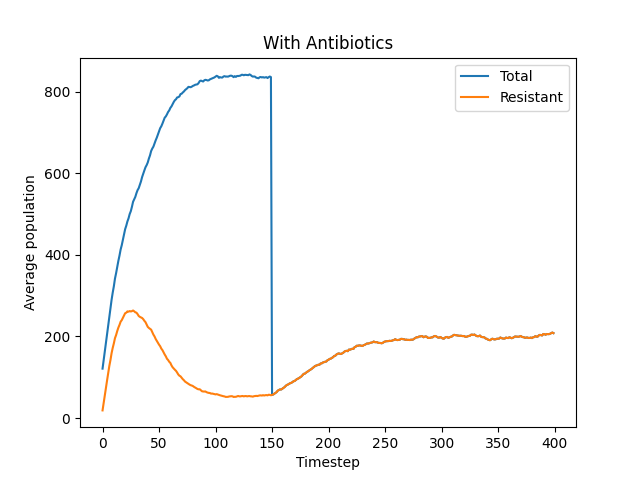 With Antibiotics
Total
Resistant
Average population
800
600
400
200
0
0 50 100 150 200 250 300 350 400
Timestep